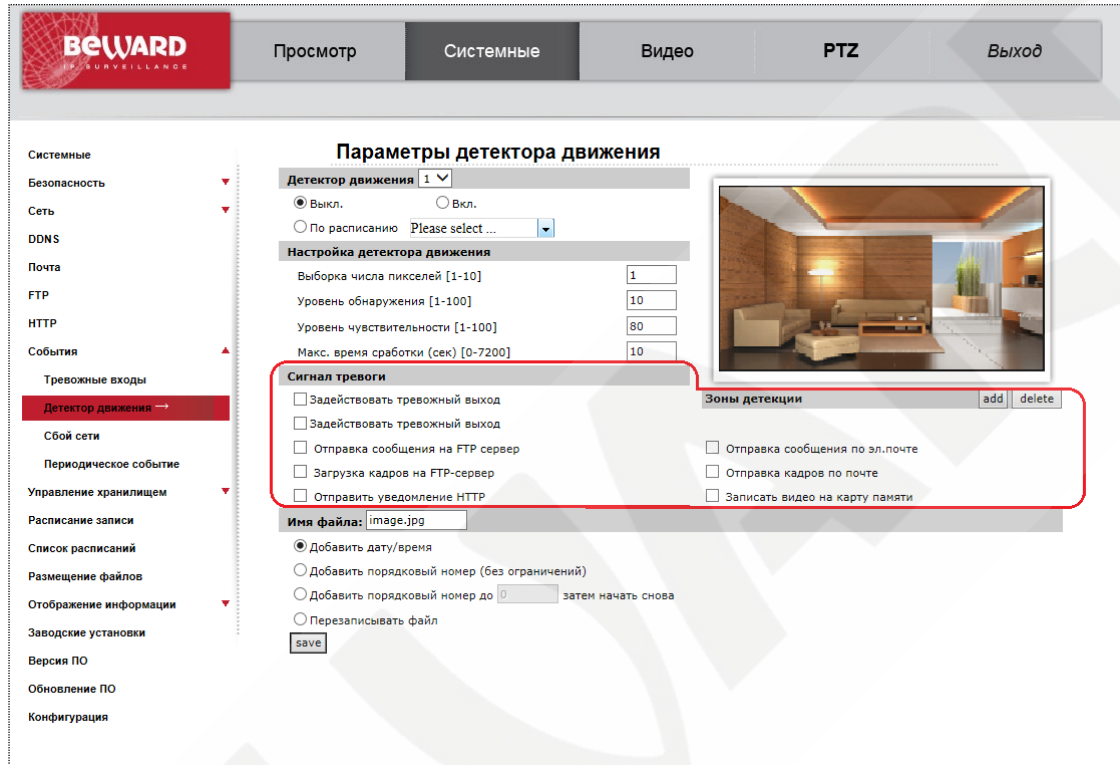 BEWARD
IP SURVEILLANCE
Просмотр
Системные
Видео
PTZ
Выход
Системные
Безопасность
Сеть
DDNS
Почта
FTP
HTTP
События
Тревожные входы
Детектор движения →
Сбой сети
Периодическое событие
Управление хранилищем
Расписание записи
Список расписаний
Размещение файлов
Отображение информации
Заводские установки
Версия ПО
Обновление ПО
Конфигурация
Параметры детектора движения
Детектор движения 1
Выкл. Вкл.
По расписанию Please select ...
Настройка детектора движения
Выборка числа пикселей [1-10] 1
Уровень обнаружения [1-100] 10
Уровень чувствительности [1-100] 80
Макс. время сработки (сек) [0-7200] 10
Сигнал тревоги
Задействовать тревожный выход
Зоны детекции add delete
Задействовать тревожный выход
Отправка сообщения на FTP сервер Отправка сообщения по эл.почте
Загрузка кадров на FTP-сервер Отправка кадров по почте
Отправить уведомление HTTP Записать видео на карту памяти
Имя файла: image.jpg
Добавить дату/время
Добавить порядковый номер (без ограничений)
Добавить порядковый номер до 0 затем начать снова
Перезаписывать файл
save